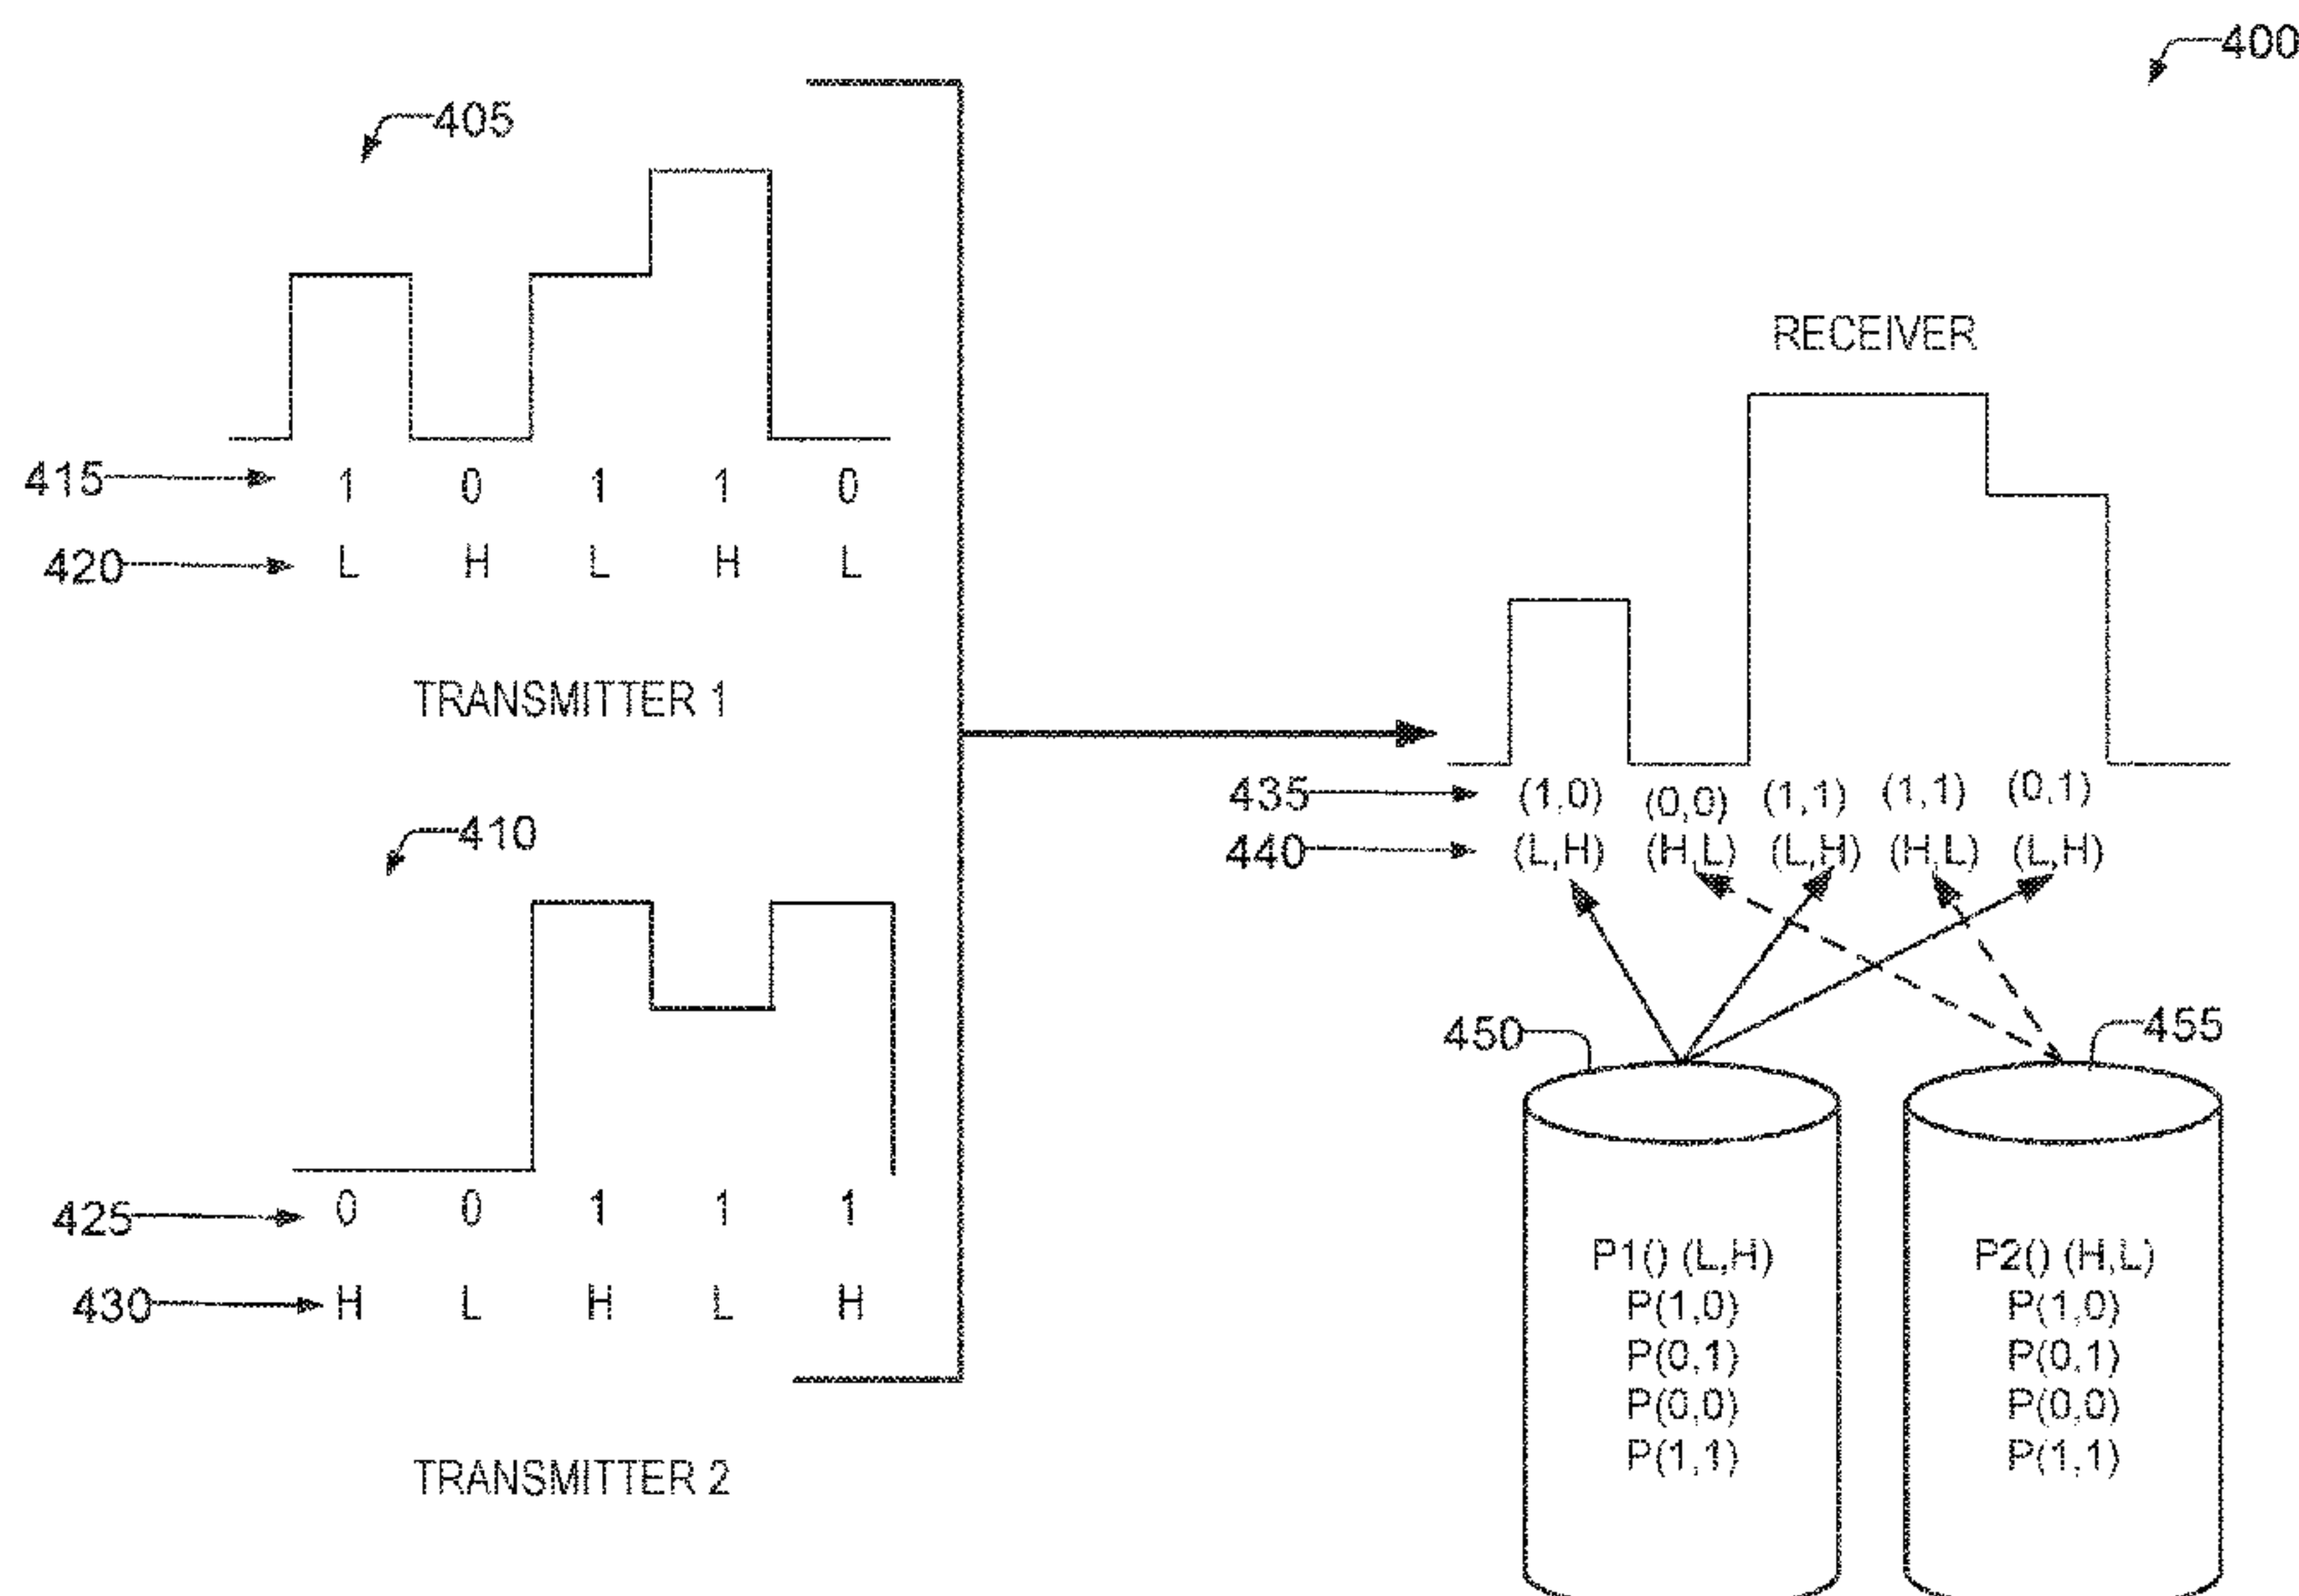 400
405
415 1 0 1 1 0
420 L H L H L
TRANSMITTER 1
410
425 0 0 1 1 1
430 H L H L H
TRANSMITTER 2
RECEIVER
435 (1,0) (0,0) (1,1) (1,1) (0,1)
440 (L,H) (H,L) (L,H) (H,L) (L,H)
450
P1() (L,H)
P(1,0)
P(0,1)
P(0,0)
P(1,1)
455
P2() (H,L)
P(1,0)
P(0,1)
P(0,0)
P(1,1)